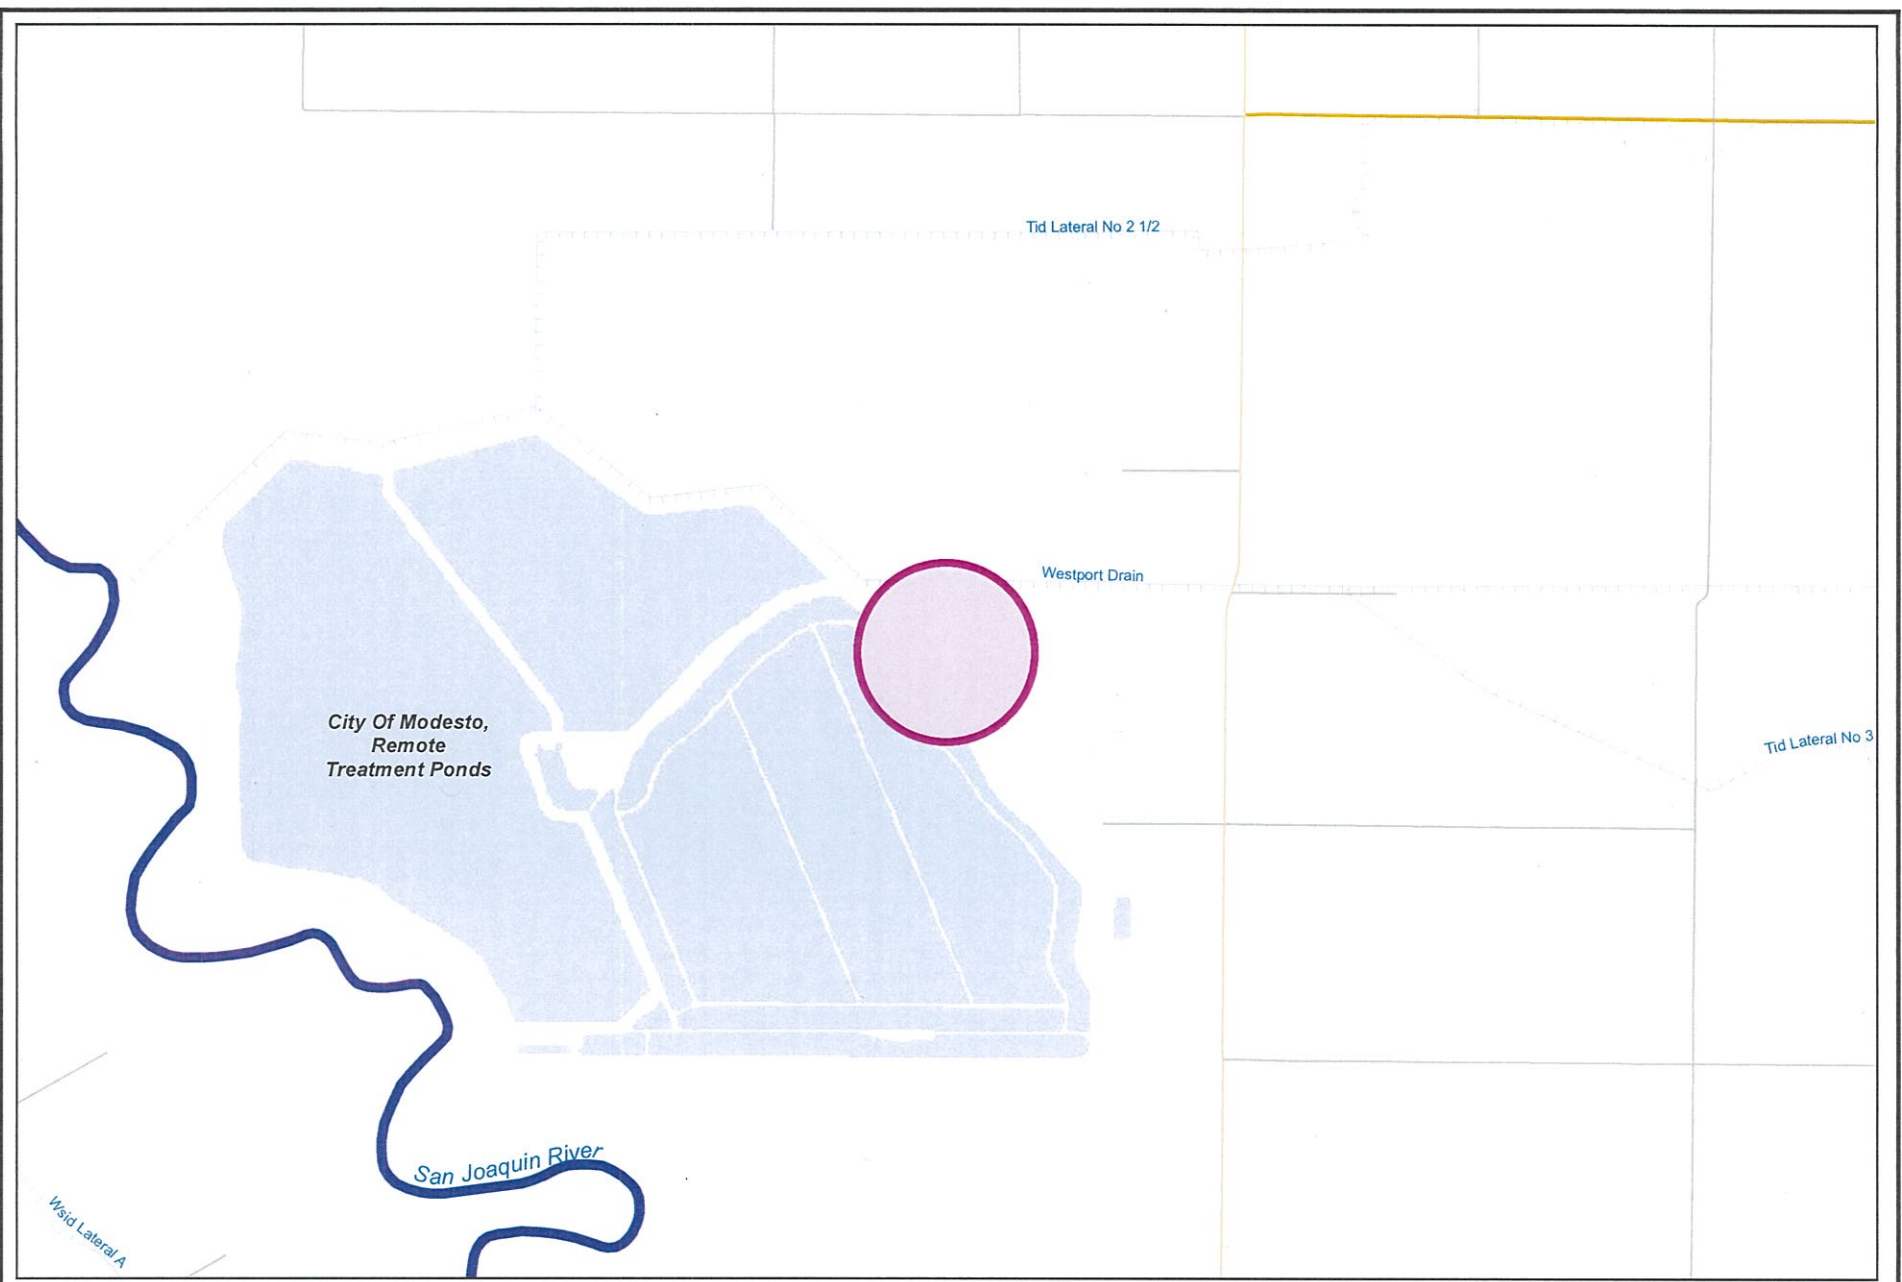 Tid Lateral No 2 1/2
Westport Drain
City Of Modesto,
Remote
Treatment Ponds
Tid Lateral No 3
San Joaquin River
Wsid Lateral A